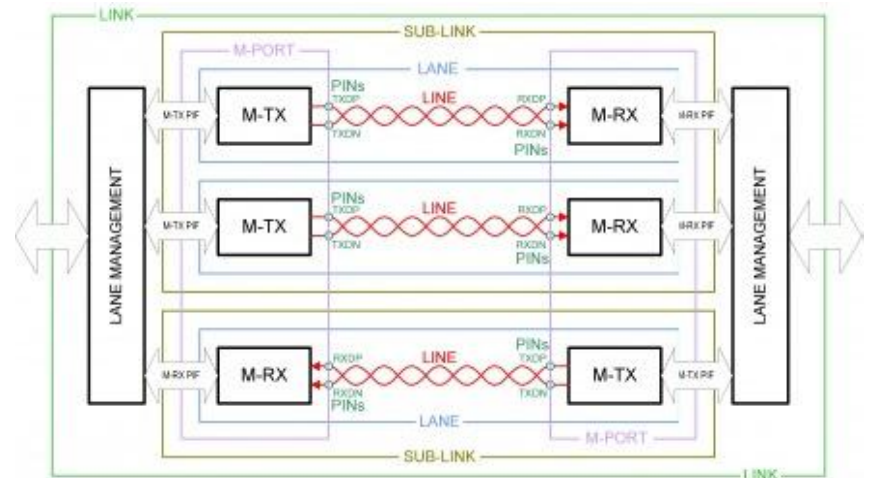 LINK
SUB-LINK
M-PORT
LANE
PINs
TXDP
LINE
RXDP
M-TX PIF
M-TX
M-RX
M-RX PIF
TXDN
RXDN
PINs
PINs
TXDP
LINE
RXDP
M-TX PIF
M-TX
M-RX
M-RX PIF
TXDN
RXDN
PINs
LANE MANAGEMENT
LANE MANAGEMENT
PINs
RXDP
LINE
TXDP
M-RX PIF
M-RX
M-TX
M-TX PIF
RXDN
TXDN
PINs
LANE
M-PORT
SUB-LINK
LINK